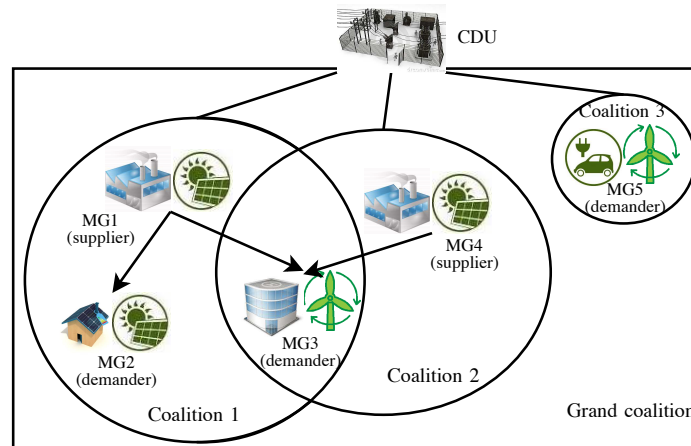 CDU
Coalition 3
MG5
(demander)
MG1
(supplier)
MG4
(supplier)
MG2
(demander)
MG3
(demander)
Coalition 1
Coalition 2
Grand coalition